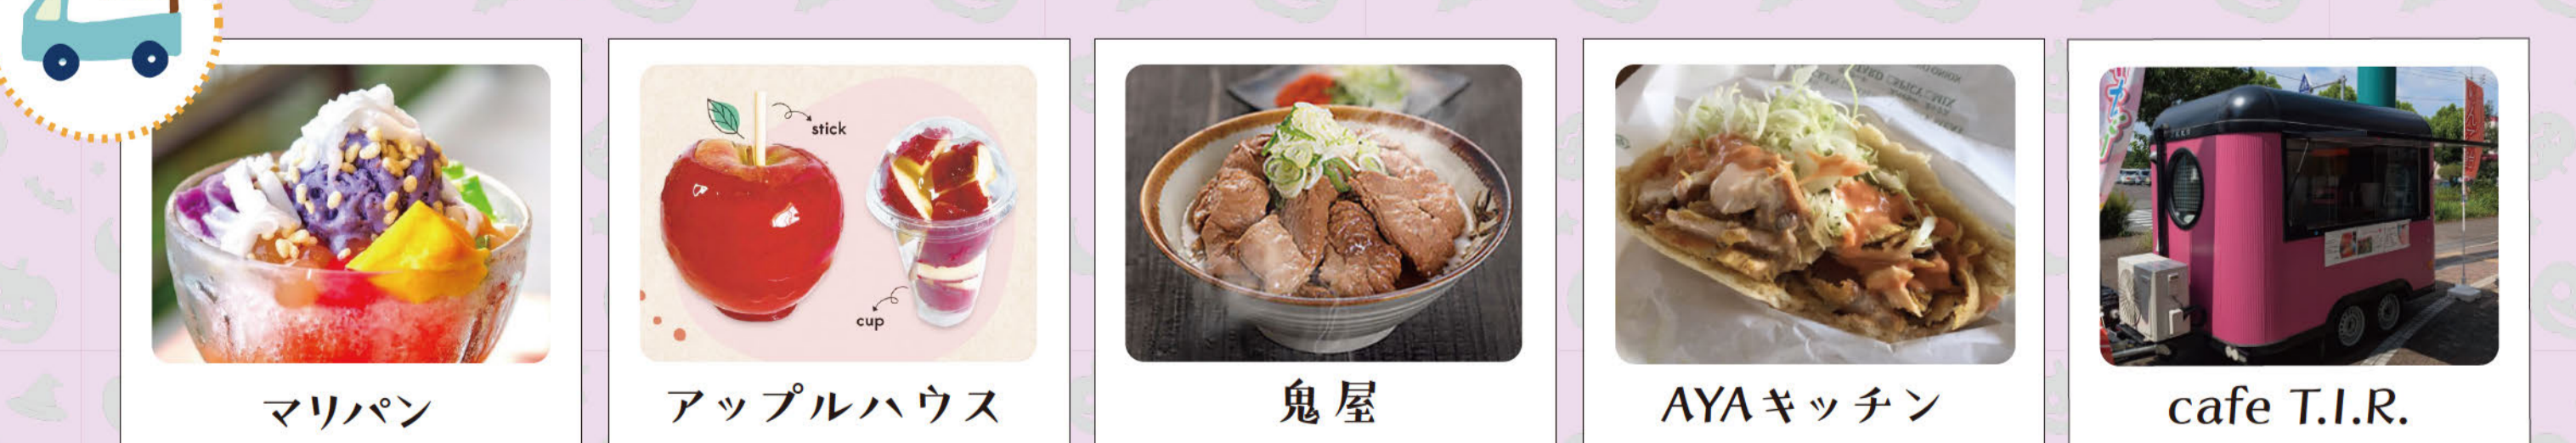 stick
cup
マリパン
アップルハウス
鬼屋
AYAキッチン
cafe T.I.R.